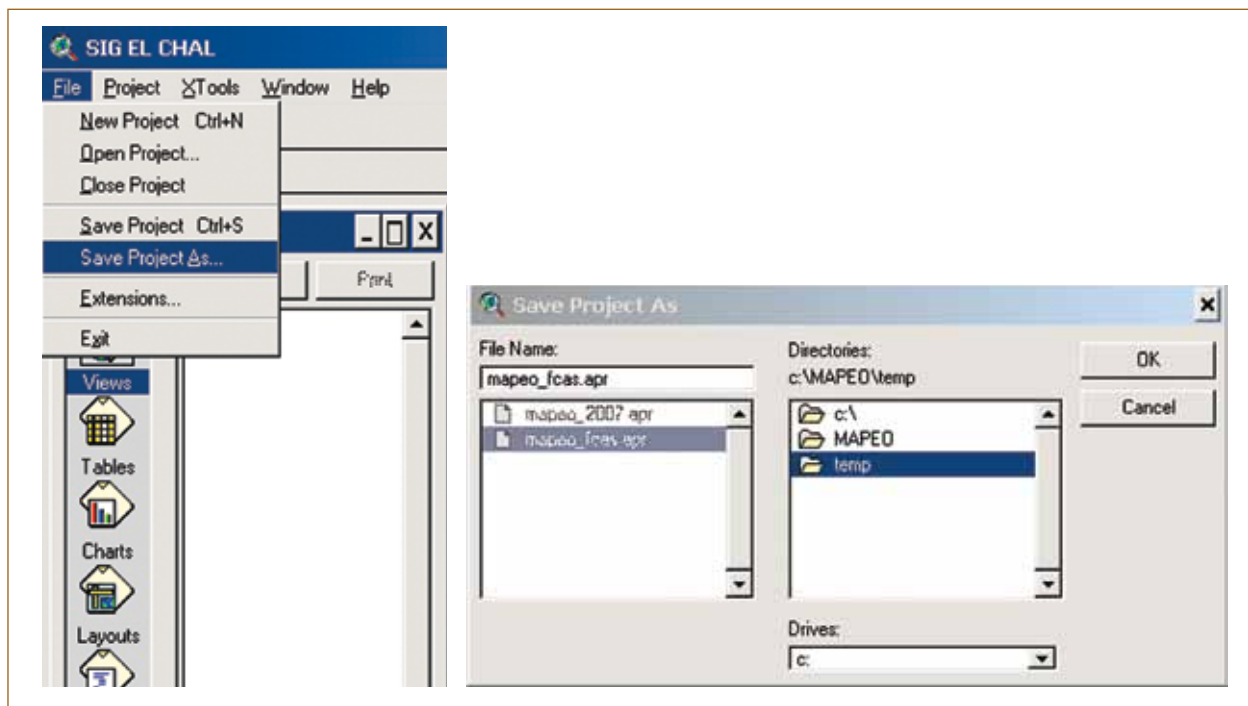 SIG EL CHAL
File Project XTools Window Help
New Project Ctrl+N
Open Project...
Close Project
Save Project Ctrl+S
Save Project As...
Extensions...
Exit
Print
Views
Tables
Charts
Layouts
Save Project As
File Name:
mapeo_fcas.apr
mapeo_2007.apr
mapeo_fcas.apr
Directories:
c:\MAPEO\temp
c:\
MAPEO
temp
OK
Cancel
Drives:
c: